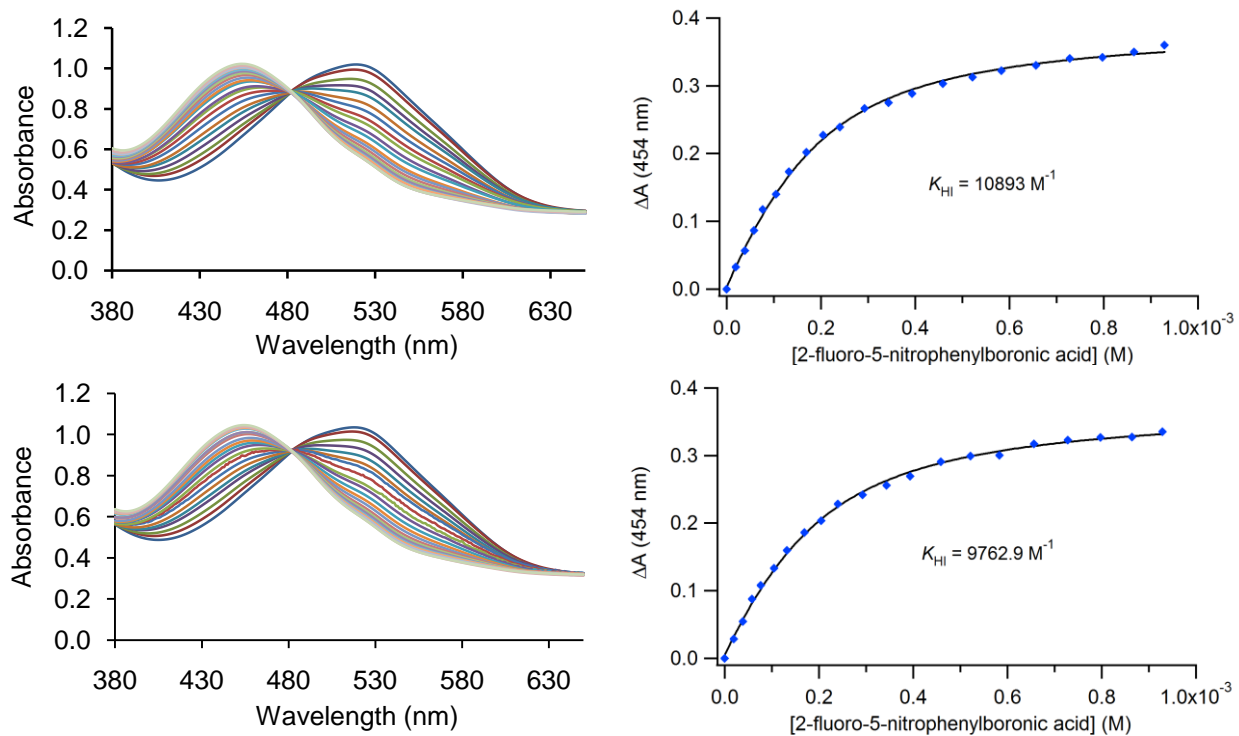 1.2
1.0
0.8
0.6
0.4
0.2
0.0
Absorbance
380 430 480 530 580 630
Wavelength (nm)
0.4
0.3
0.2
0.1
0.0
ΔA (454 nm)
K_HI = 10893 M⁻¹
0.0 0.2 0.4 0.6 0.8 1.0x10⁻³
[2-fluoro-5-nitrophenylboronic acid] (M)
1.2
1.0
0.8
0.6
0.4
0.2
0.0
Absorbance
380 430 480 530 580 630
Wavelength (nm)
0.4
0.3
0.2
0.1
0.0
ΔA (454 nm)
K_HI = 9762.9 M⁻¹
0.0 0.2 0.4 0.6 0.8 1.0x10⁻³
[2-fluoro-5-nitrophenylboronic acid] (M)